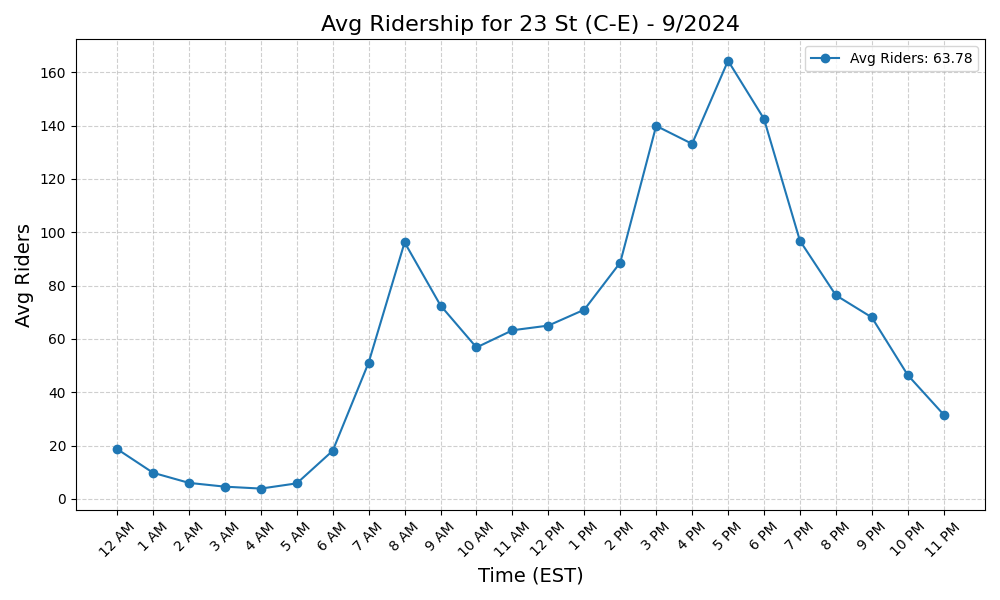 Avg Ridership for 23 St (C-E) - 9/2024
Avg Riders: 63.78
Avg Riders
160
140
120
100
80
60
40
20
0
12 AM
1 AM
2 AM
3 AM
4 AM
5 AM
6 AM
7 AM
8 AM
9 AM
10 AM
11 AM
12 PM
1 PM
2 PM
3 PM
4 PM
5 PM
6 PM
7 PM
8 PM
9 PM
10 PM
11 PM
Time (EST)